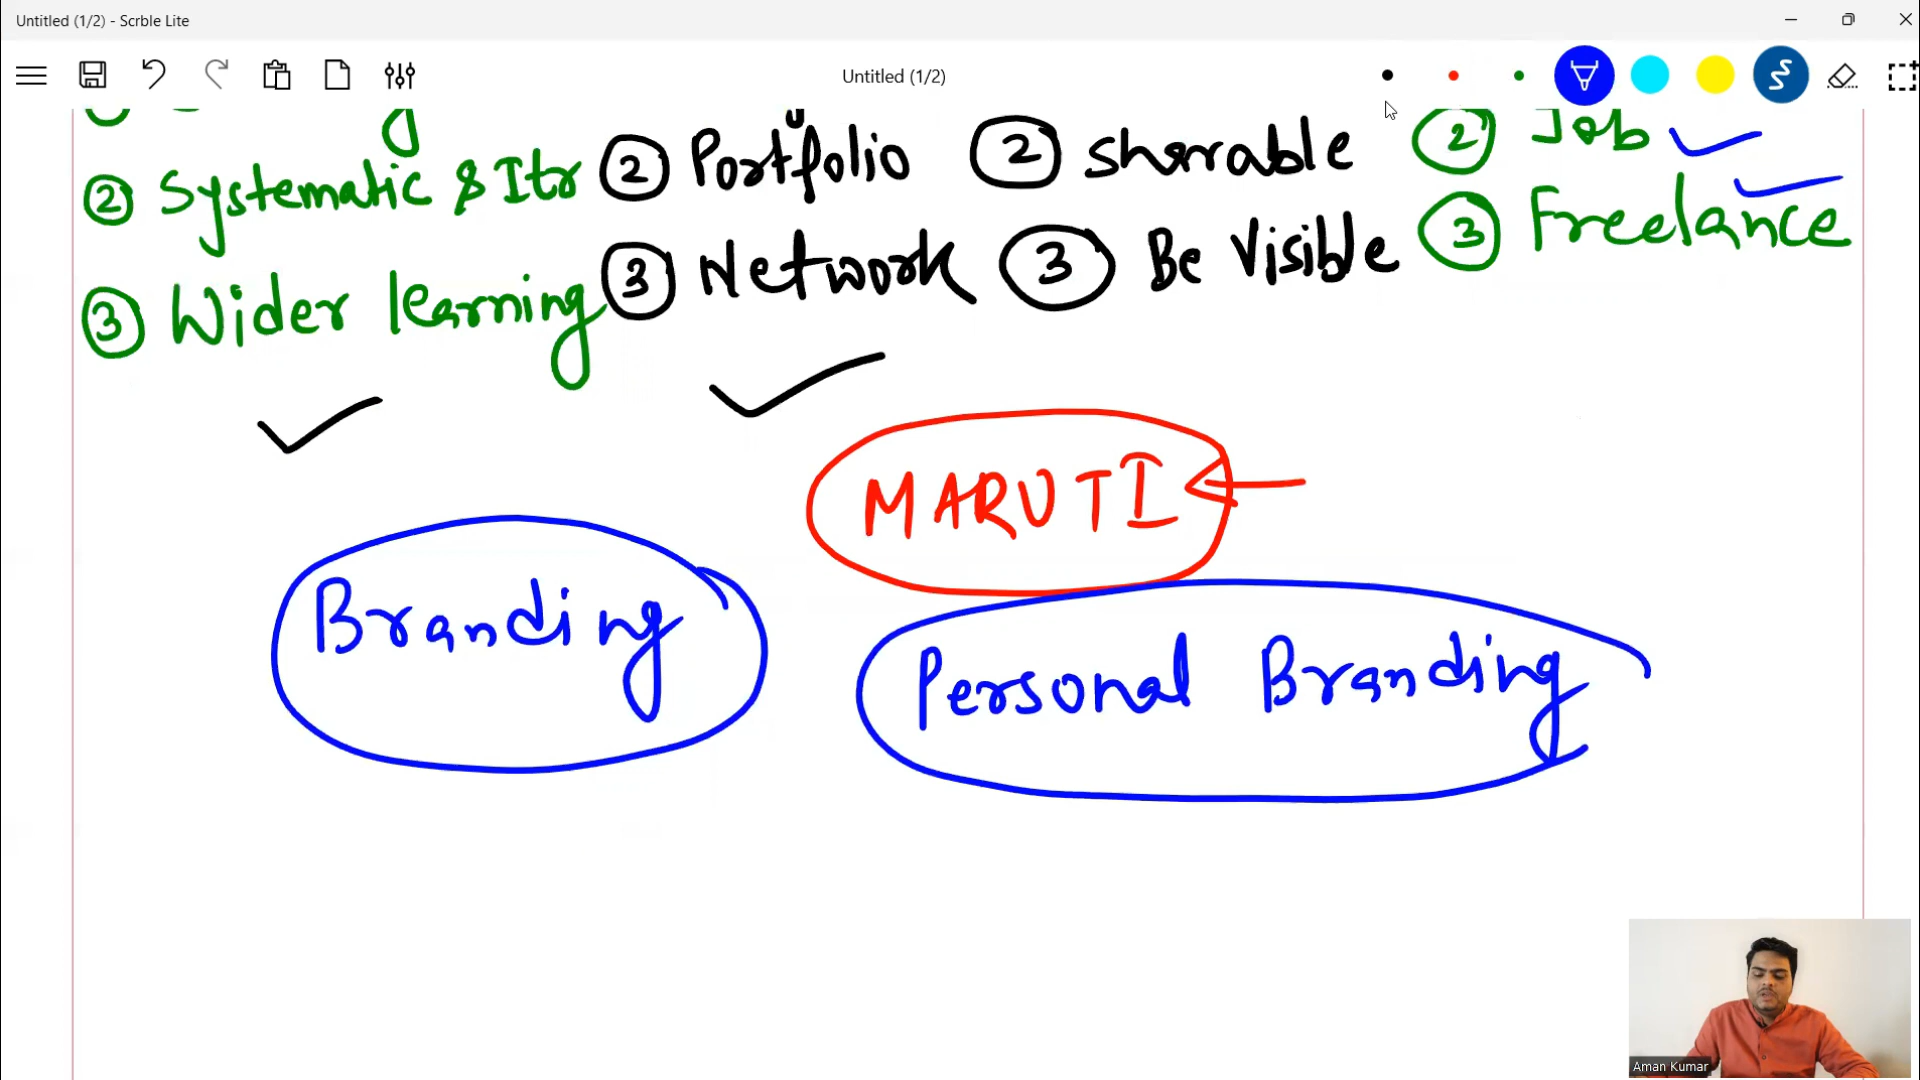 Untitled (1/2) - Scrble Lite
Untitled (1/2)
② Systematic & Itr
③ Wider learning
② Portfolio
③ Network
② Sharable
③ Be Visible
② Job
③ Freelance
MARUTI
Branding
Personal Branding
Aman Kumar